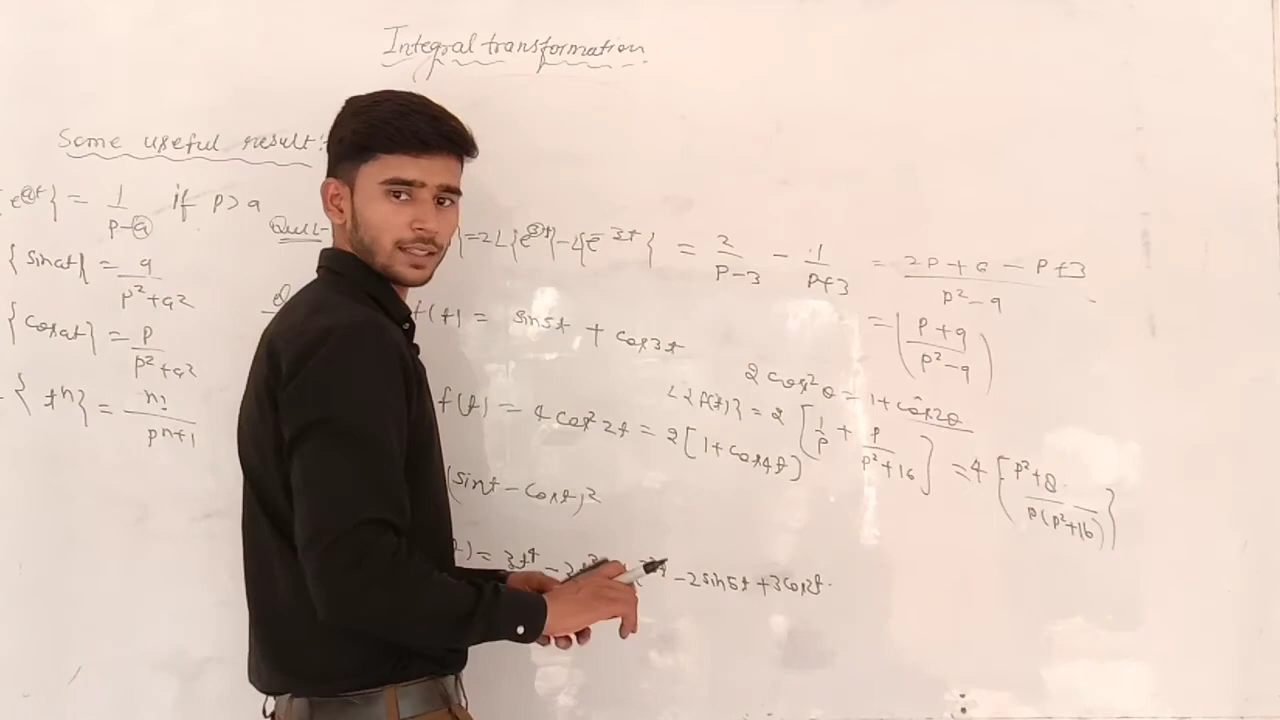 Integral transformation
Some useful result:
e^{at}} = 1/(P-a) if P>a
{sinat} = a/(p²+a²)
{cosat} = P/(p²+a²)
{t^n} = n!/(p^{n+1})
}=2L{e^{3t}}-L{e^{-3t}} = 2/(P-3) - 1/(P+3) = (2P+6-P+3)/(p²-9)
= (P+9)/(p²-9)
f(t) = sin5t + cos3t
2cos²θ = 1+cos2θ
f(t) = 4cos²2t = 2[1+cos4t]
L{f(t)} = 2[1/P + P/(p²+16)] = 4[(p²+8)/(P(p²+16))]
(sint-cost)²
) = 3t⁴ - 2sin5t + 3cos2t.